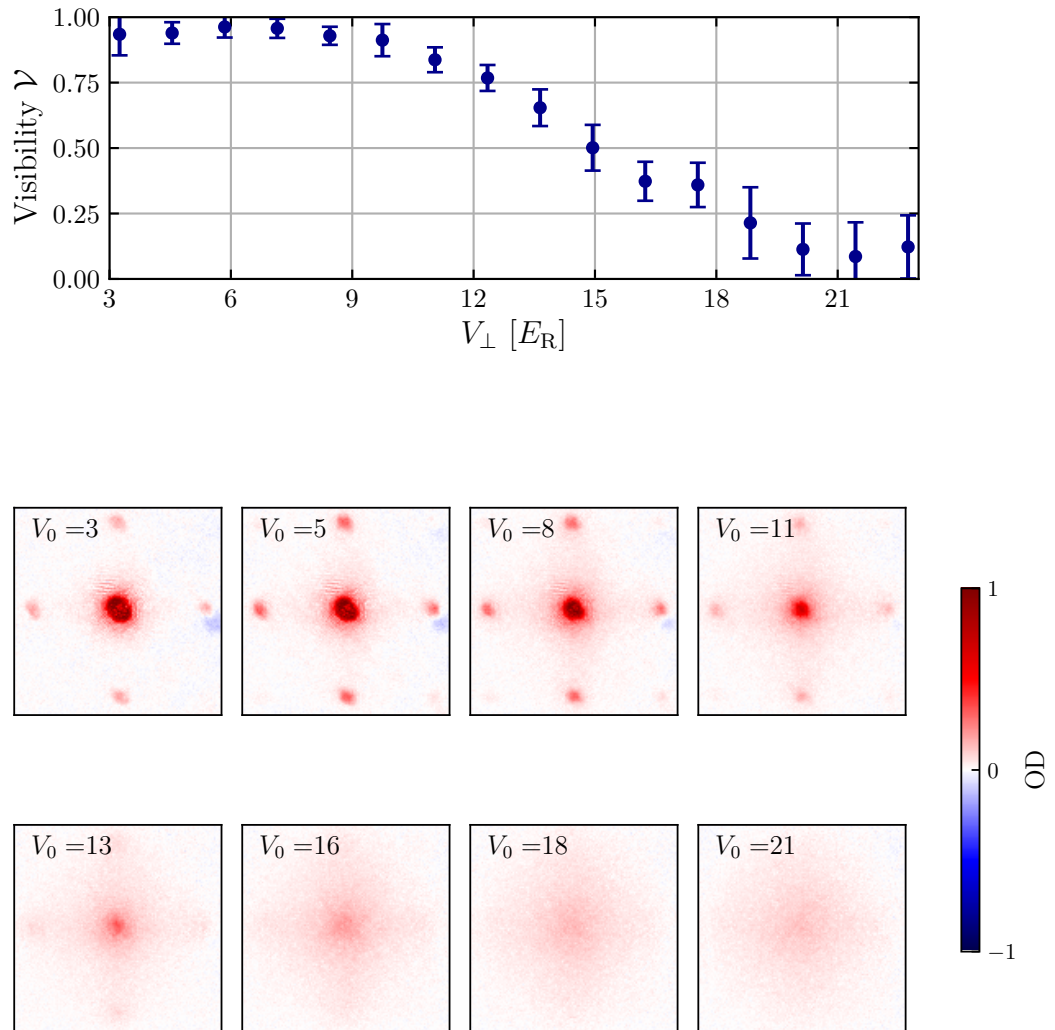 1.00
0.75
0.50
0.25
0.00
Visibility 𝒱
3 6 9 12 15 18 21
V⊥ [E_R]
V₀ =3 V₀ =5 V₀ =8 V₀ =11
1
0
−1
OD
V₀ =13 V₀ =16 V₀ =18 V₀ =21